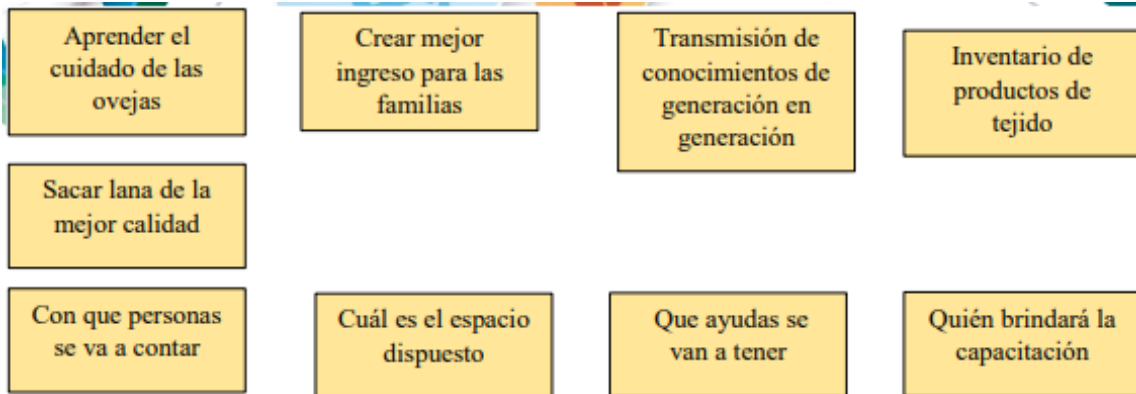 Aprender el
cuidado de las
ovejas
Crear mejor
ingreso para las
familias
Transmisión de
conocimientos de
generación en
generación
Inventario de
productos de
tejido
Sacar lana de la
mejor calidad
Con que personas
se va a contar
Cuál es el espacio
dispuesto
Que ayudas se
van a tener
Quién brindará la
capacitación